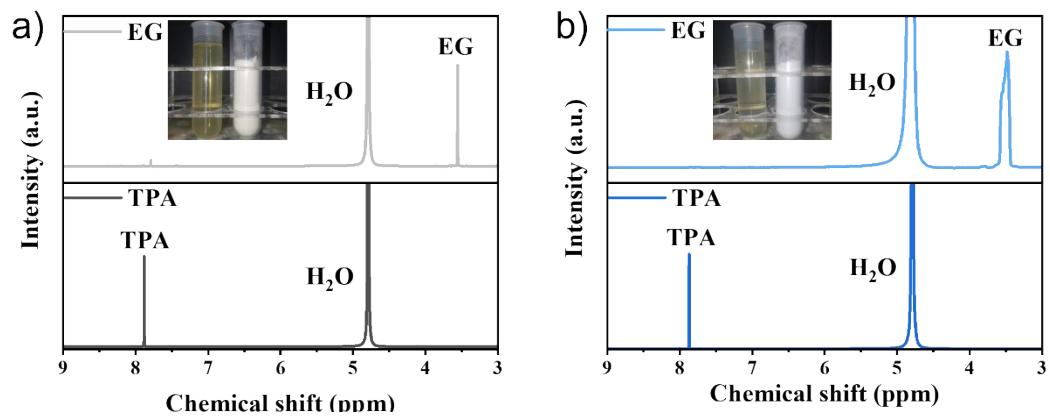 a)
EG
EG
H₂O
TPA
TPA
H₂O
Intensity (a.u.)
9 8 7 6 5 4 3
Chemical shift (ppm)
b)
EG
EG
H₂O
TPA
TPA
H₂O
Intensity (a.u.)
9 8 7 6 5 4 3
Chemical shift (ppm)